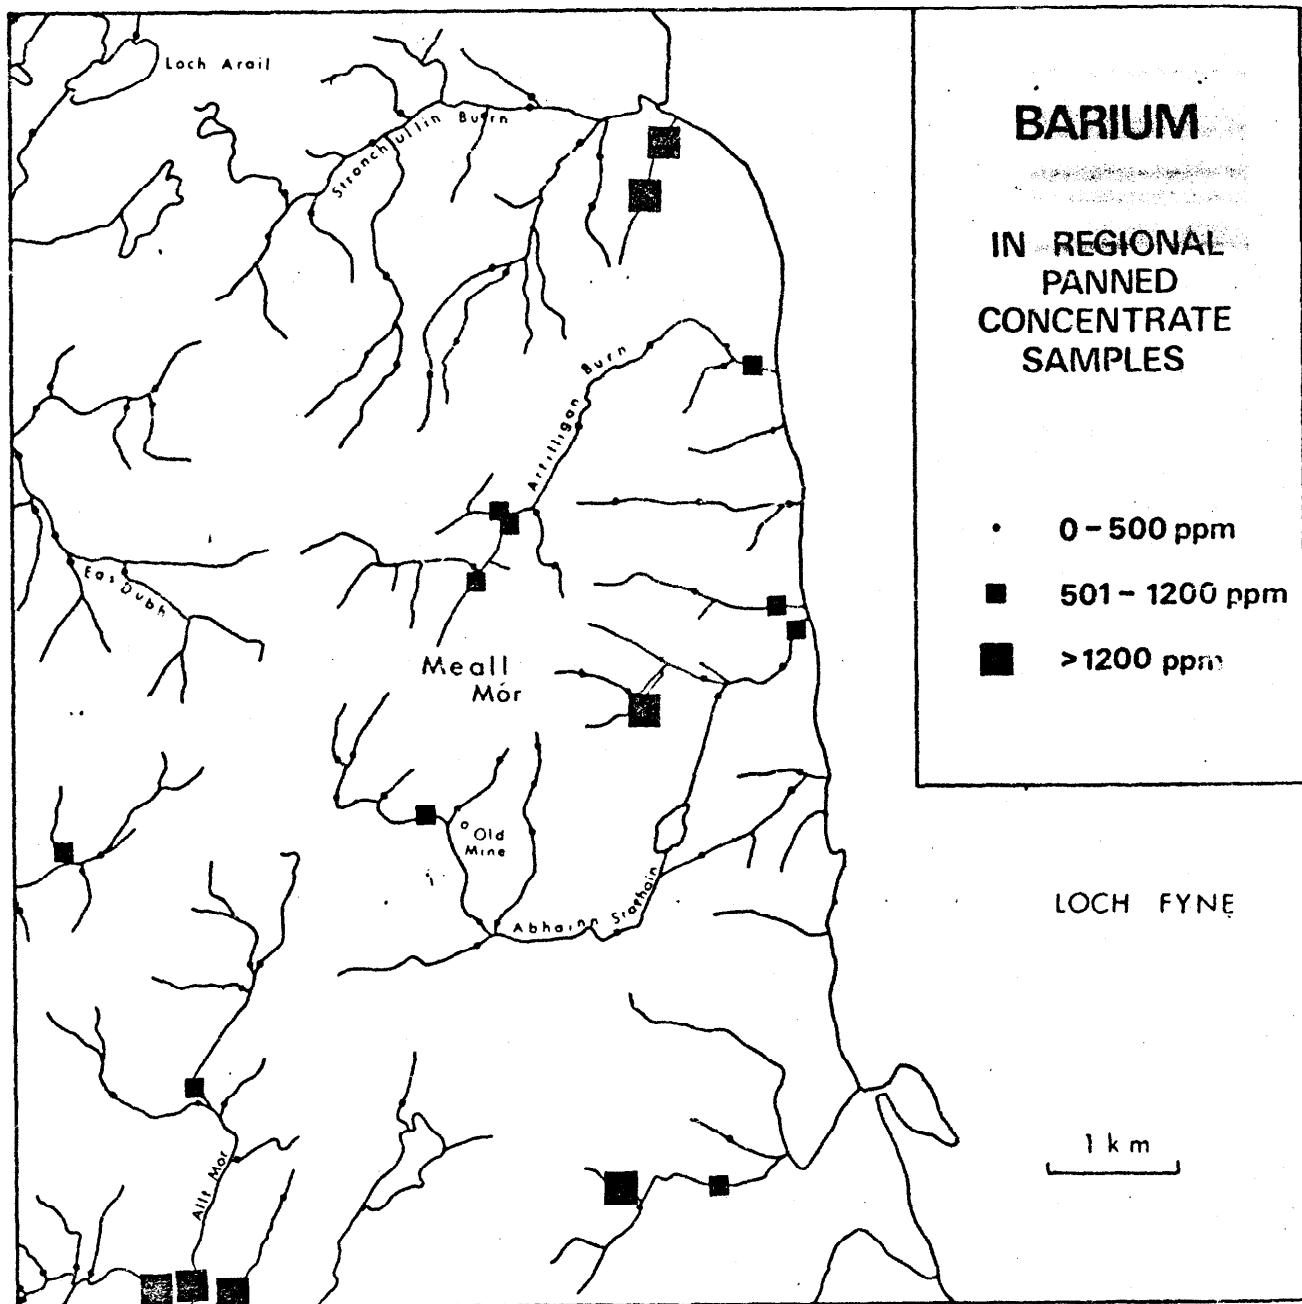 Loch Arail
Stronchullin Burn
BARIUM
IN REGIONAL
PANNED
CONCENTRATE
SAMPLES
Artilligan Burn
0-500 ppm
501-1200 ppm
>1200 ppm
Eas Dubh
Meall
Mór
Old
Mine
Abhainn Srathain
LOCH FYNE
1 km
Allt Mor